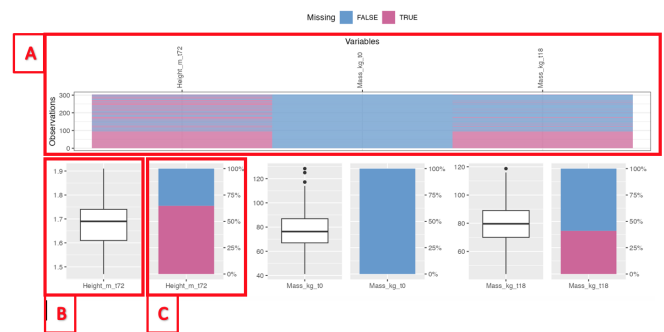 Missing FALSE TRUE
Variables
A
Height_m_t72 Mass_kg_t0 Mass_kg_t18
Observations
300
200
100
0
1.9
1.8
1.7
1.6
1.5
Height_m_t72
100%
75%
50%
25%
0%
Height_m_t72
120
100
80
60
40
Mass_kg_t0
100%
75%
50%
25%
0%
Mass_kg_t0
120
100
80
60
Mass_kg_t18
100%
75%
50%
25%
0%
Mass_kg_t18
B C